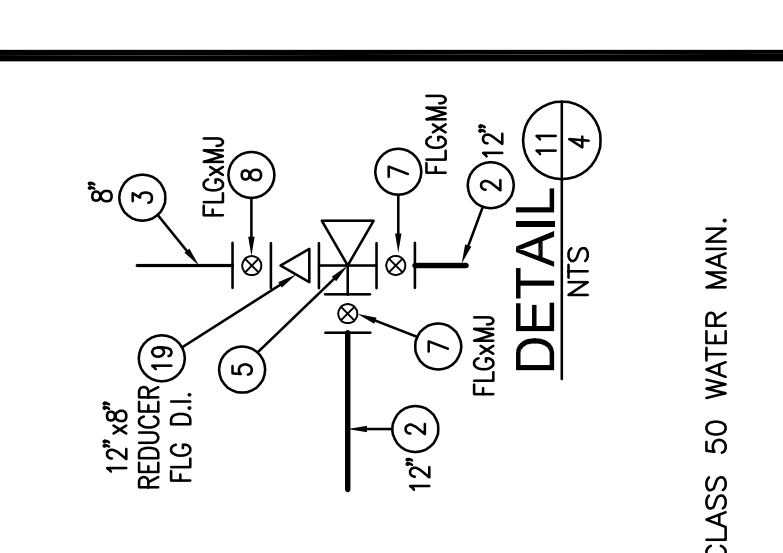 12" x8"
REDUCER
FLG D.I.
19
5
8"
3
FLGxMJ
8
FLGxMJ
7
2
12"
7
FLGxMJ
2
12"
DETAIL
NTS
11
4
CLASS 50 WATER MAIN.